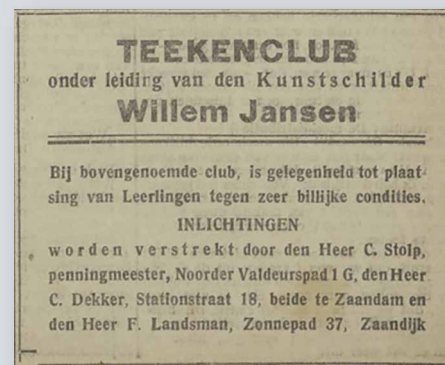 TEEKENCLUB
onder leiding van den Kunstschilder
Willem Jansen
Bij bovengenoemde club, is gelegenheid tot plaat-
sing van Leerlingen tegen zeer billijke condities.
INLICHTINGEN
worden verstrekt door den Heer C. Stolp,
penningmeester, Noorder Valdeurspad 1 G, den Heer
C. Dekker, Stationstraat 18, beide te Zaandam en
den Heer F. Landsman, Zonnepad 37, Zaandijk